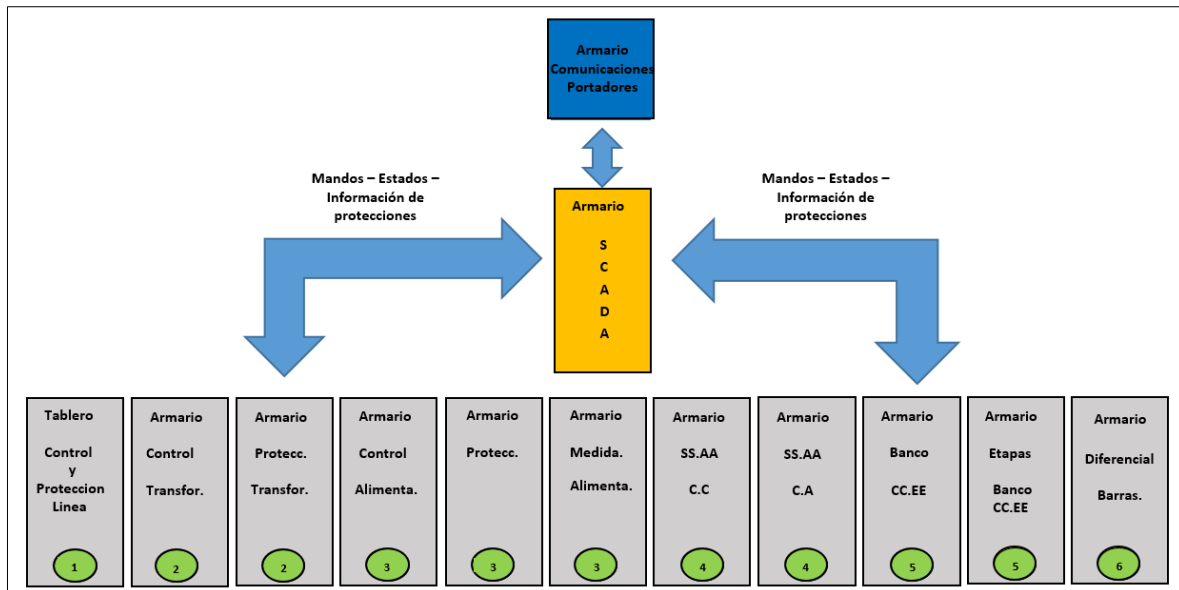 Armario
Comunicaciones
Portadores
Mandos – Estados –
Información de
protecciones
Mandos – Estados –
Información de
protecciones
Armario
S
C
A
D
A
Tablero
Control
y
Proteccion
Linea
1
Armario
Control
Transfor.
2
Armario
Protecc.
Transfor.
2
Armario
Control
Alimenta.
3
Armario
Protecc.
3
Armario
Medida.
Alimenta.
3
Armario
SS.AA
C.C
4
Armario
SS.AA
C.A
4
Armario
Banco
CC.EE
5
Armario
Etapas
Banco
CC.EE
5
Armario
Diferencial
Barras.
6